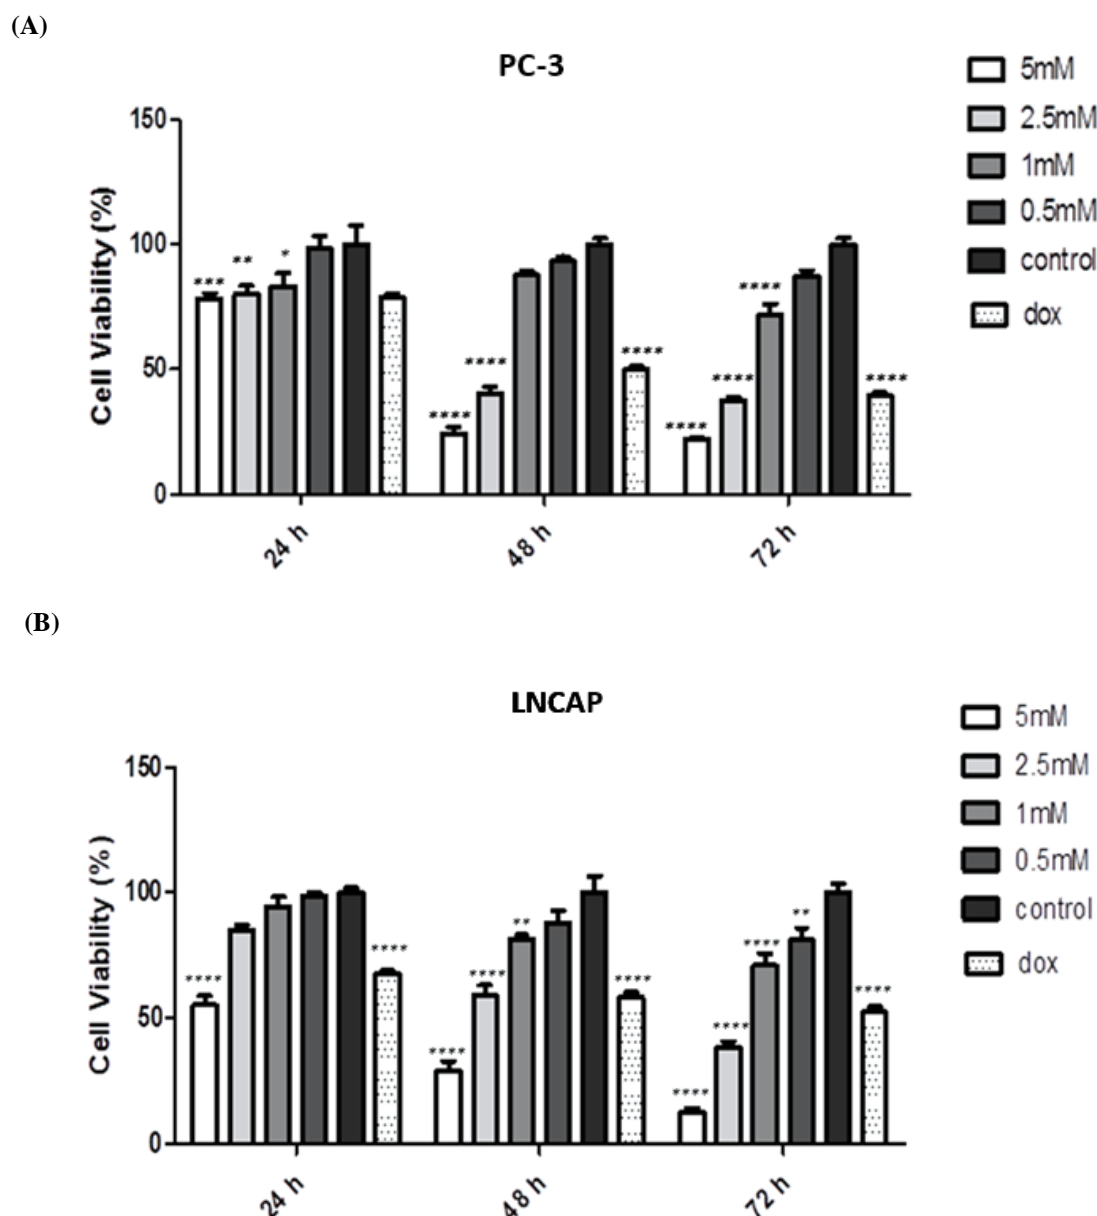 (A)
PC-3
5mM
2.5mM
1mM
0.5mM
control
dox
Cell Viability (%)
150
100
50
0
***
**
*
****
****
****
****
****
****
****
24 h
48 h
72 h
(B)
LNCAP
5mM
2.5mM
1mM
0.5mM
control
dox
Cell Viability (%)
150
100
50
0
****
****
****
****
**
****
****
****
****
**
****
24 h
48 h
72 h